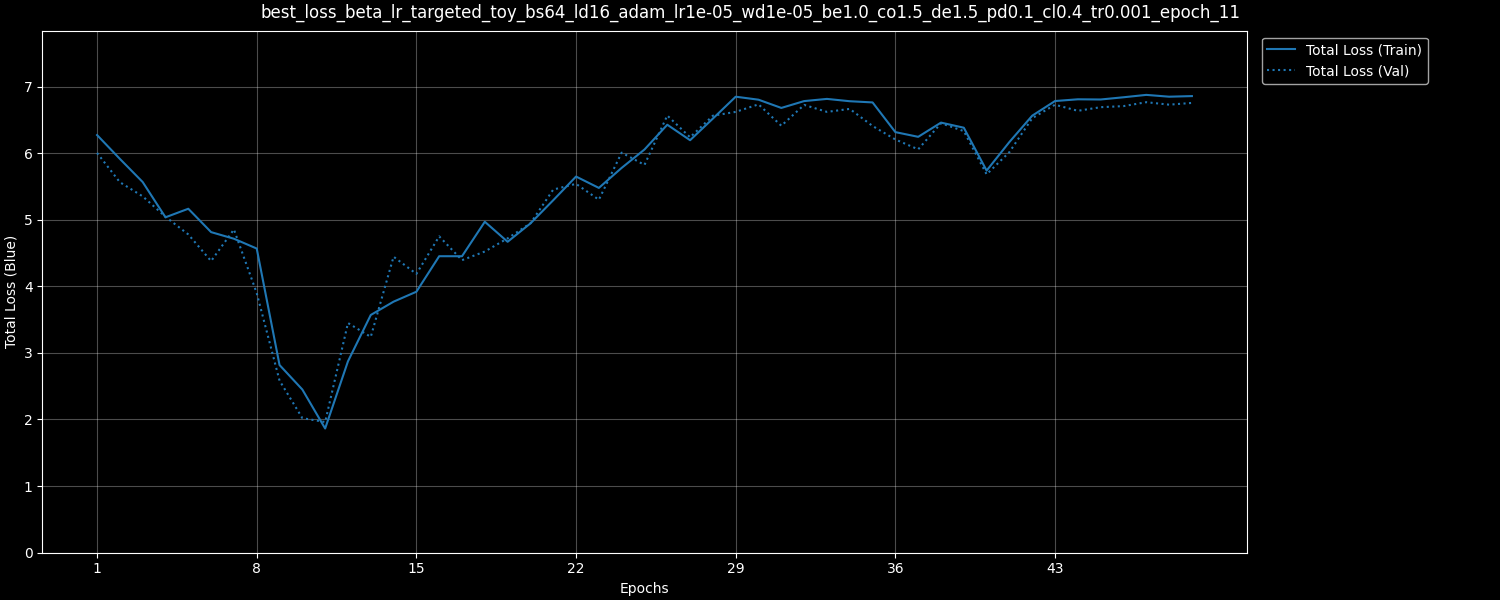 best_loss_beta_lr_targeted_toy_bs64_ld16_adam_lr1e-05_wd1e-05_be1.0_co1.5_de1.5_pd0.1_cl0.4_tr0.001_epoch_11
Total Loss (Train)
Total Loss (Val)
Total Loss (Blue)
7
6
5
4
3
2
1
0
1 8 15 22 29 36 43
Epochs